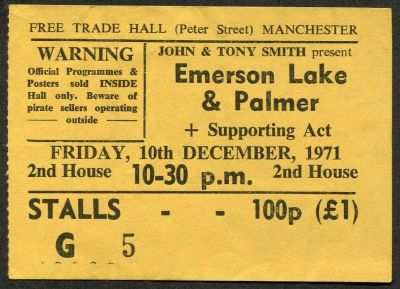 FREE TRADE HALL (Peter Street) MANCHESTER
WARNING
Official Programmes &
Posters sold INSIDE
Hall only. Beware of
pirate sellers operating
outside
JOHN & TONY SMITH present
Emerson Lake
& Palmer
+ Supporting Act
FRIDAY, 10th DECEMBER, 1971
2nd House 10-30 p.m. 2nd House
STALLS - - 100p (£1)
G 5